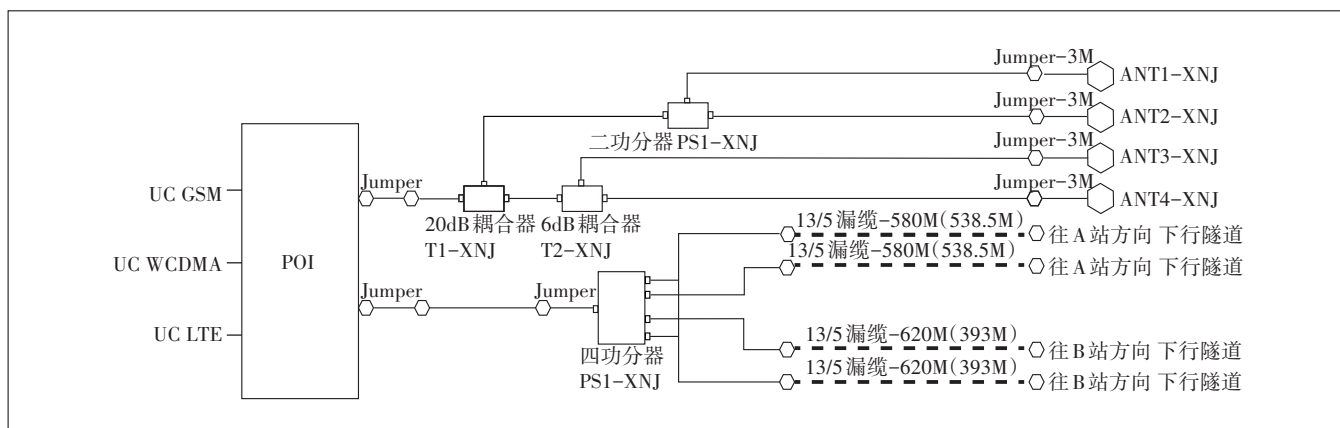 Jumper-3M
ANT1-XNJ
Jumper-3M
ANT2-XNJ
二功分器 PS1-XNJ
Jumper-3M
ANT3-XNJ
Jumper-3M
ANT4-XNJ
UC GSM
UC WCDMA
UC LTE
POI
Jumper
20dB 耦合器
T1-XNJ
6dB 耦合器
T2-XNJ
13/5 漏缆-580M(538.5M)
往 A 站方向 下行隧道
13/5 漏缆-580M(538.5M)
往 A 站方向 下行隧道
Jumper
Jumper
四功分器
PS1-XNJ
13/5 漏缆-620M(393M)
往 B 站方向 下行隧道
13/5 漏缆-620M(393M)
往 B 站方向 下行隧道